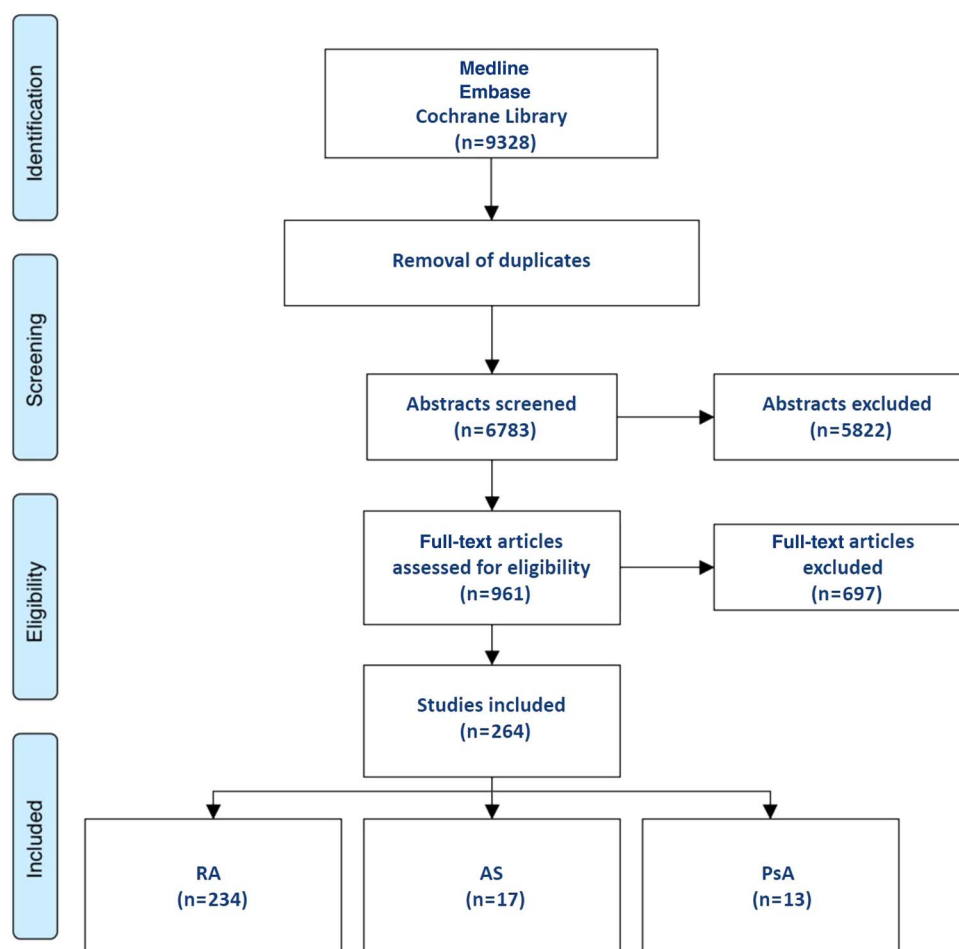 Identification
Medline
Embase
Cochrane Library
(n=9328)
Removal of duplicates
Screening
Abstracts screened
(n=6783)
Abstracts excluded
(n=5822)
Eligibility
Full-text articles
assessed for eligibility
(n=961)
Full-text articles
excluded
(n=697)
Studies included
(n=264)
Included
RA
(n=234)
AS
(n=17)
PsA
(n=13)